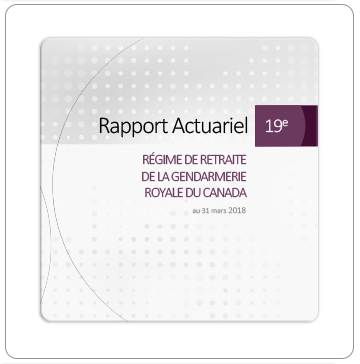 Rapport Actuariel 19e
RÉGIME DE RETRAITE
DE LA GENDARMERIE
ROYALE DU CANADA
au 31 mars 2018